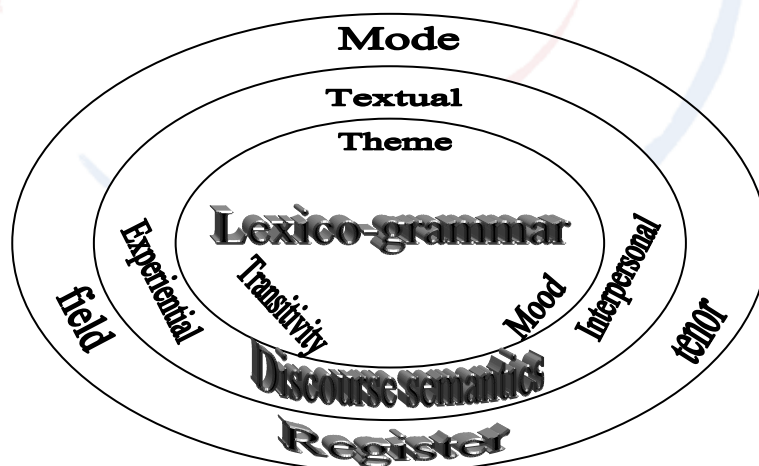 Mode
Textual
Theme
Lexico-grammar
Experiential
Interpersonal
Transitivity
Mood
field
tenor
Discourse semantics
Register